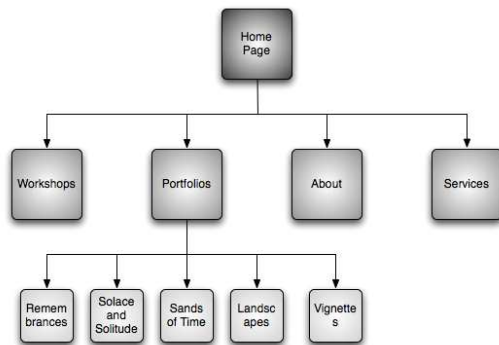 Home
Page
Workshops
Portfolios
About
Services
Remem
brances
Solace
and
Solitude
Sands
of Time
Landsc
apes
Vignette
s